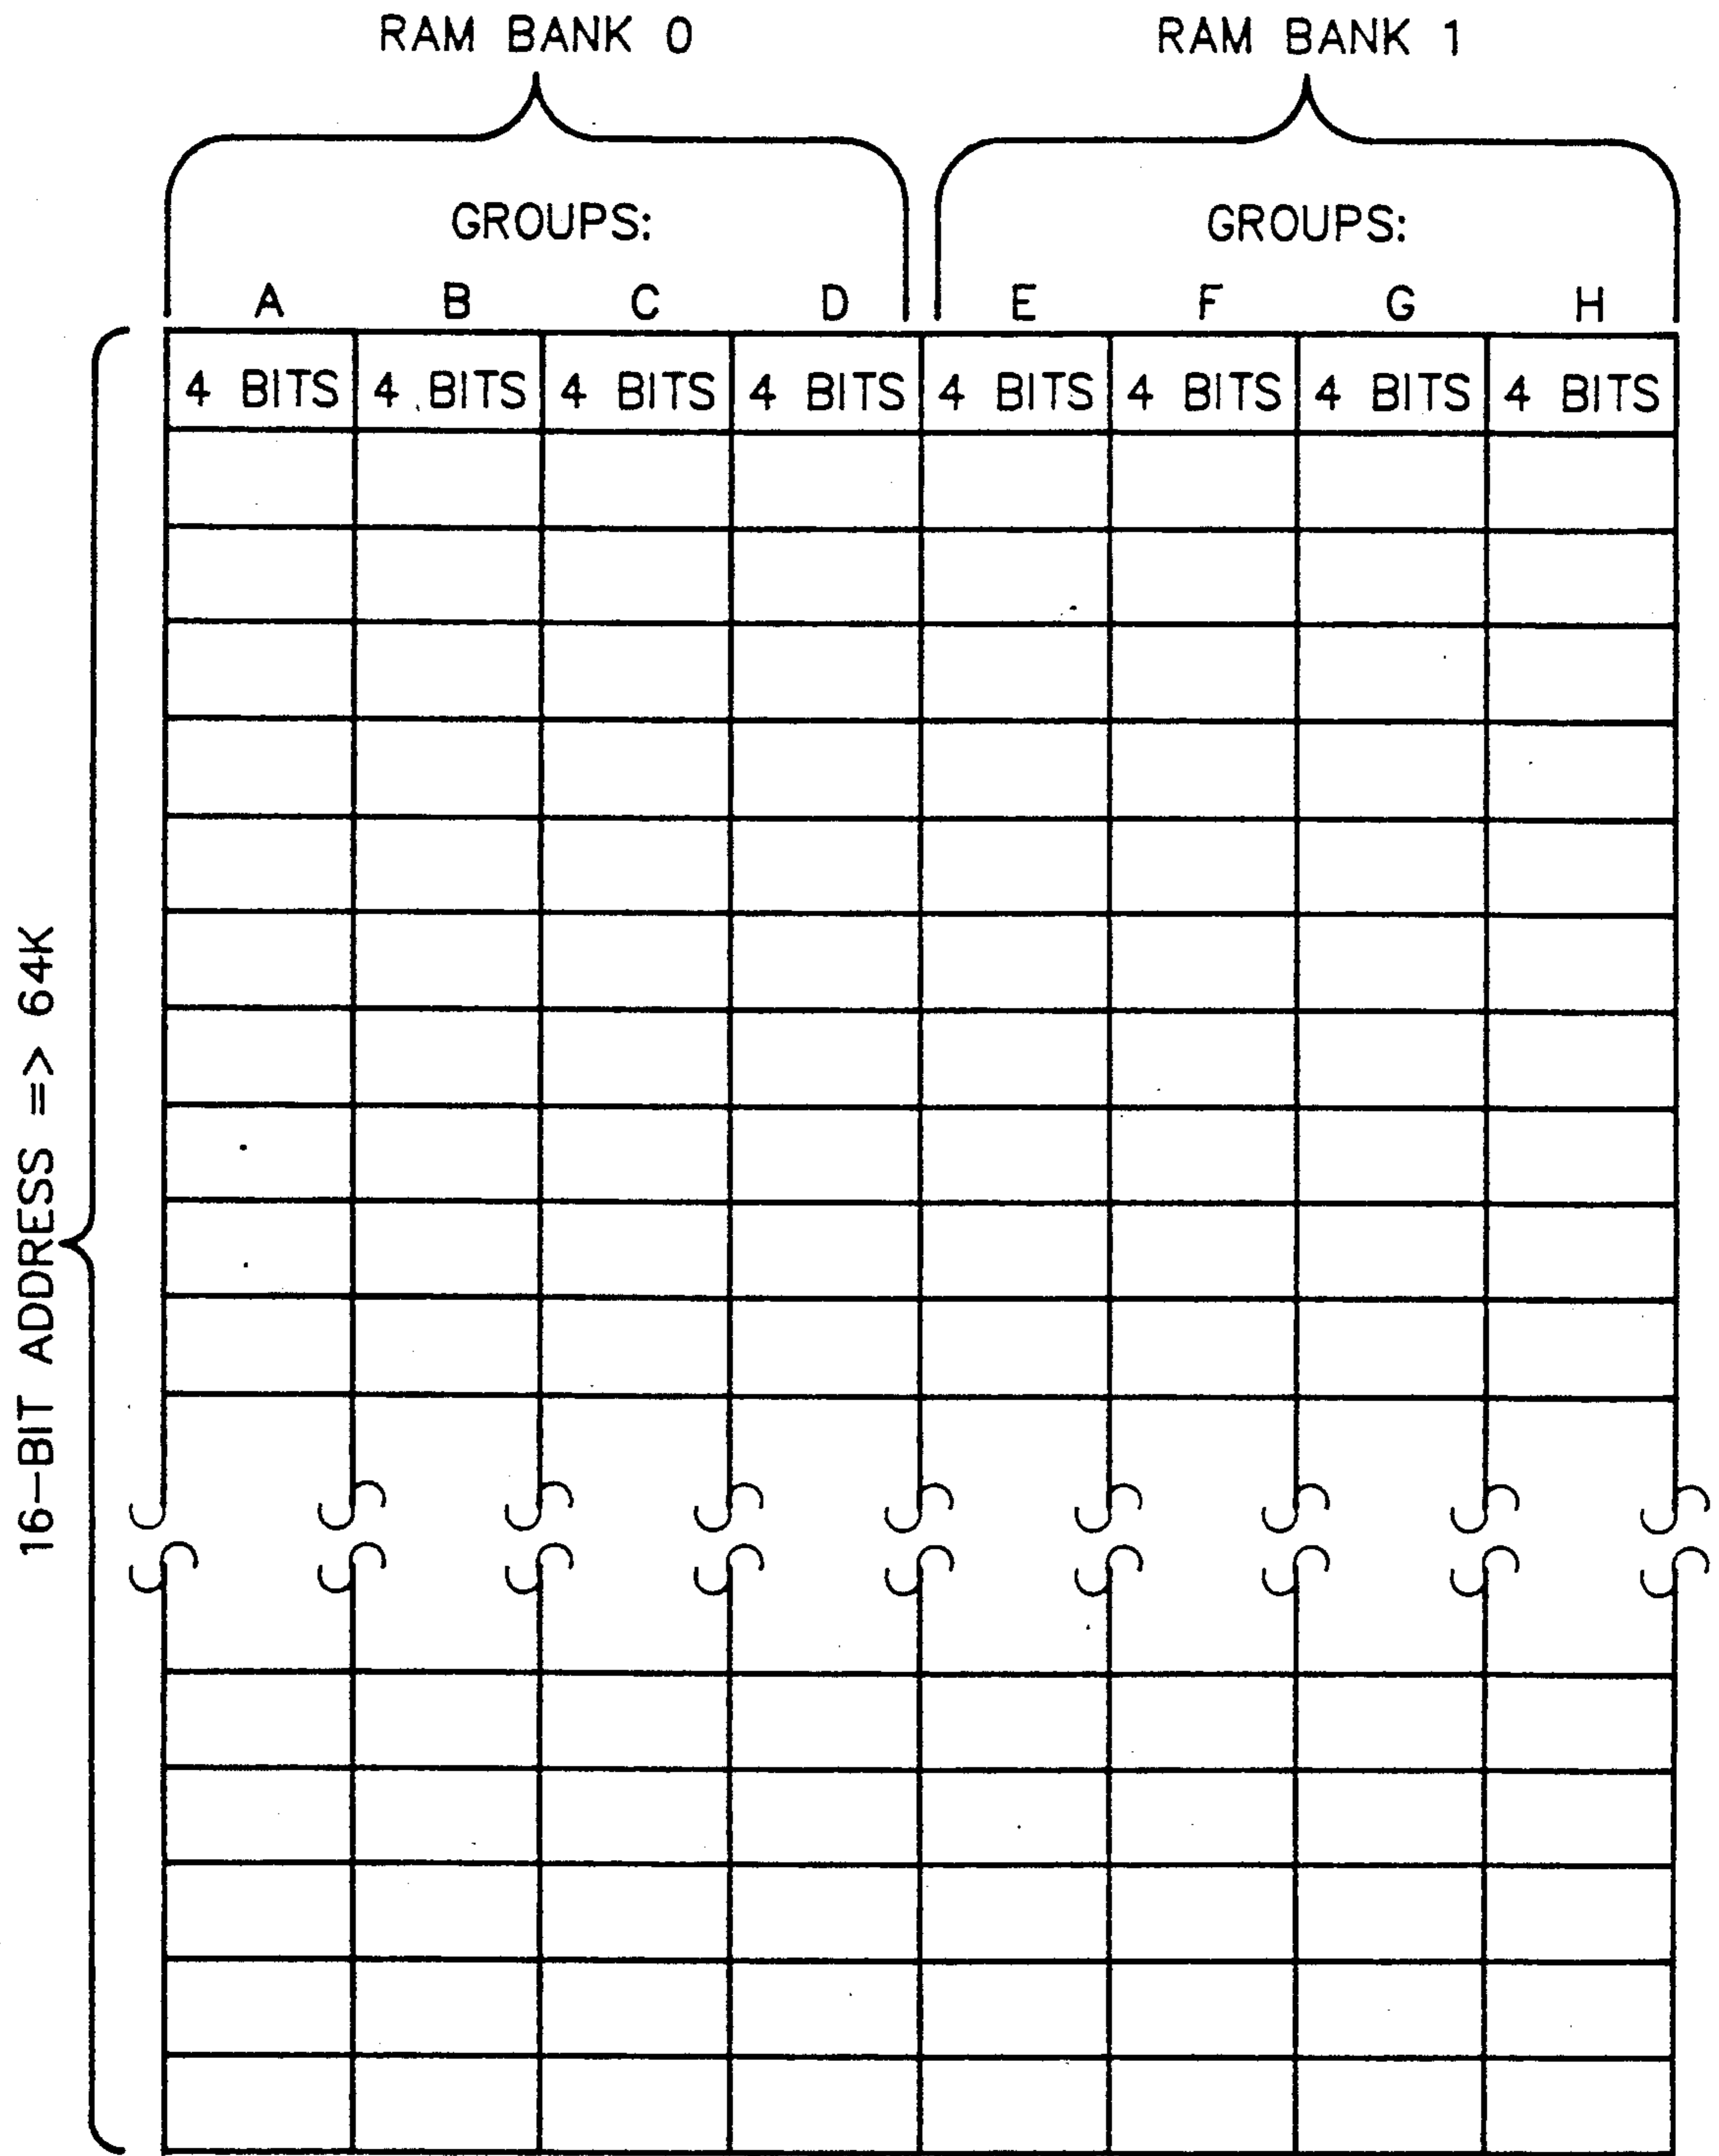 RAM BANK 0 RAM BANK 1
GROUPS: GROUPS:
A B C D E F G H
4 BITS 4 BITS 4 BITS 4 BITS 4 BITS 4 BITS 4 BITS 4 BITS
16-BIT ADDRESS => 64K